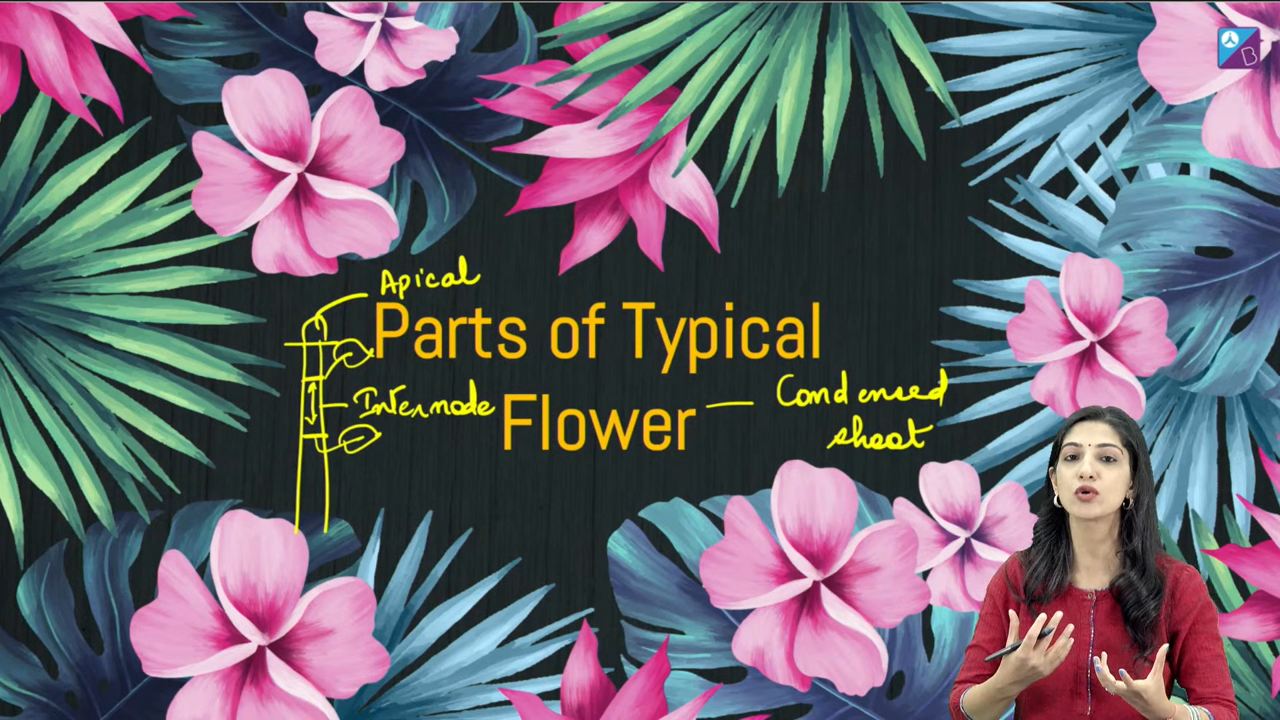 Apical
Parts of Typical
Internode
Flower — Condensed
shoot
B